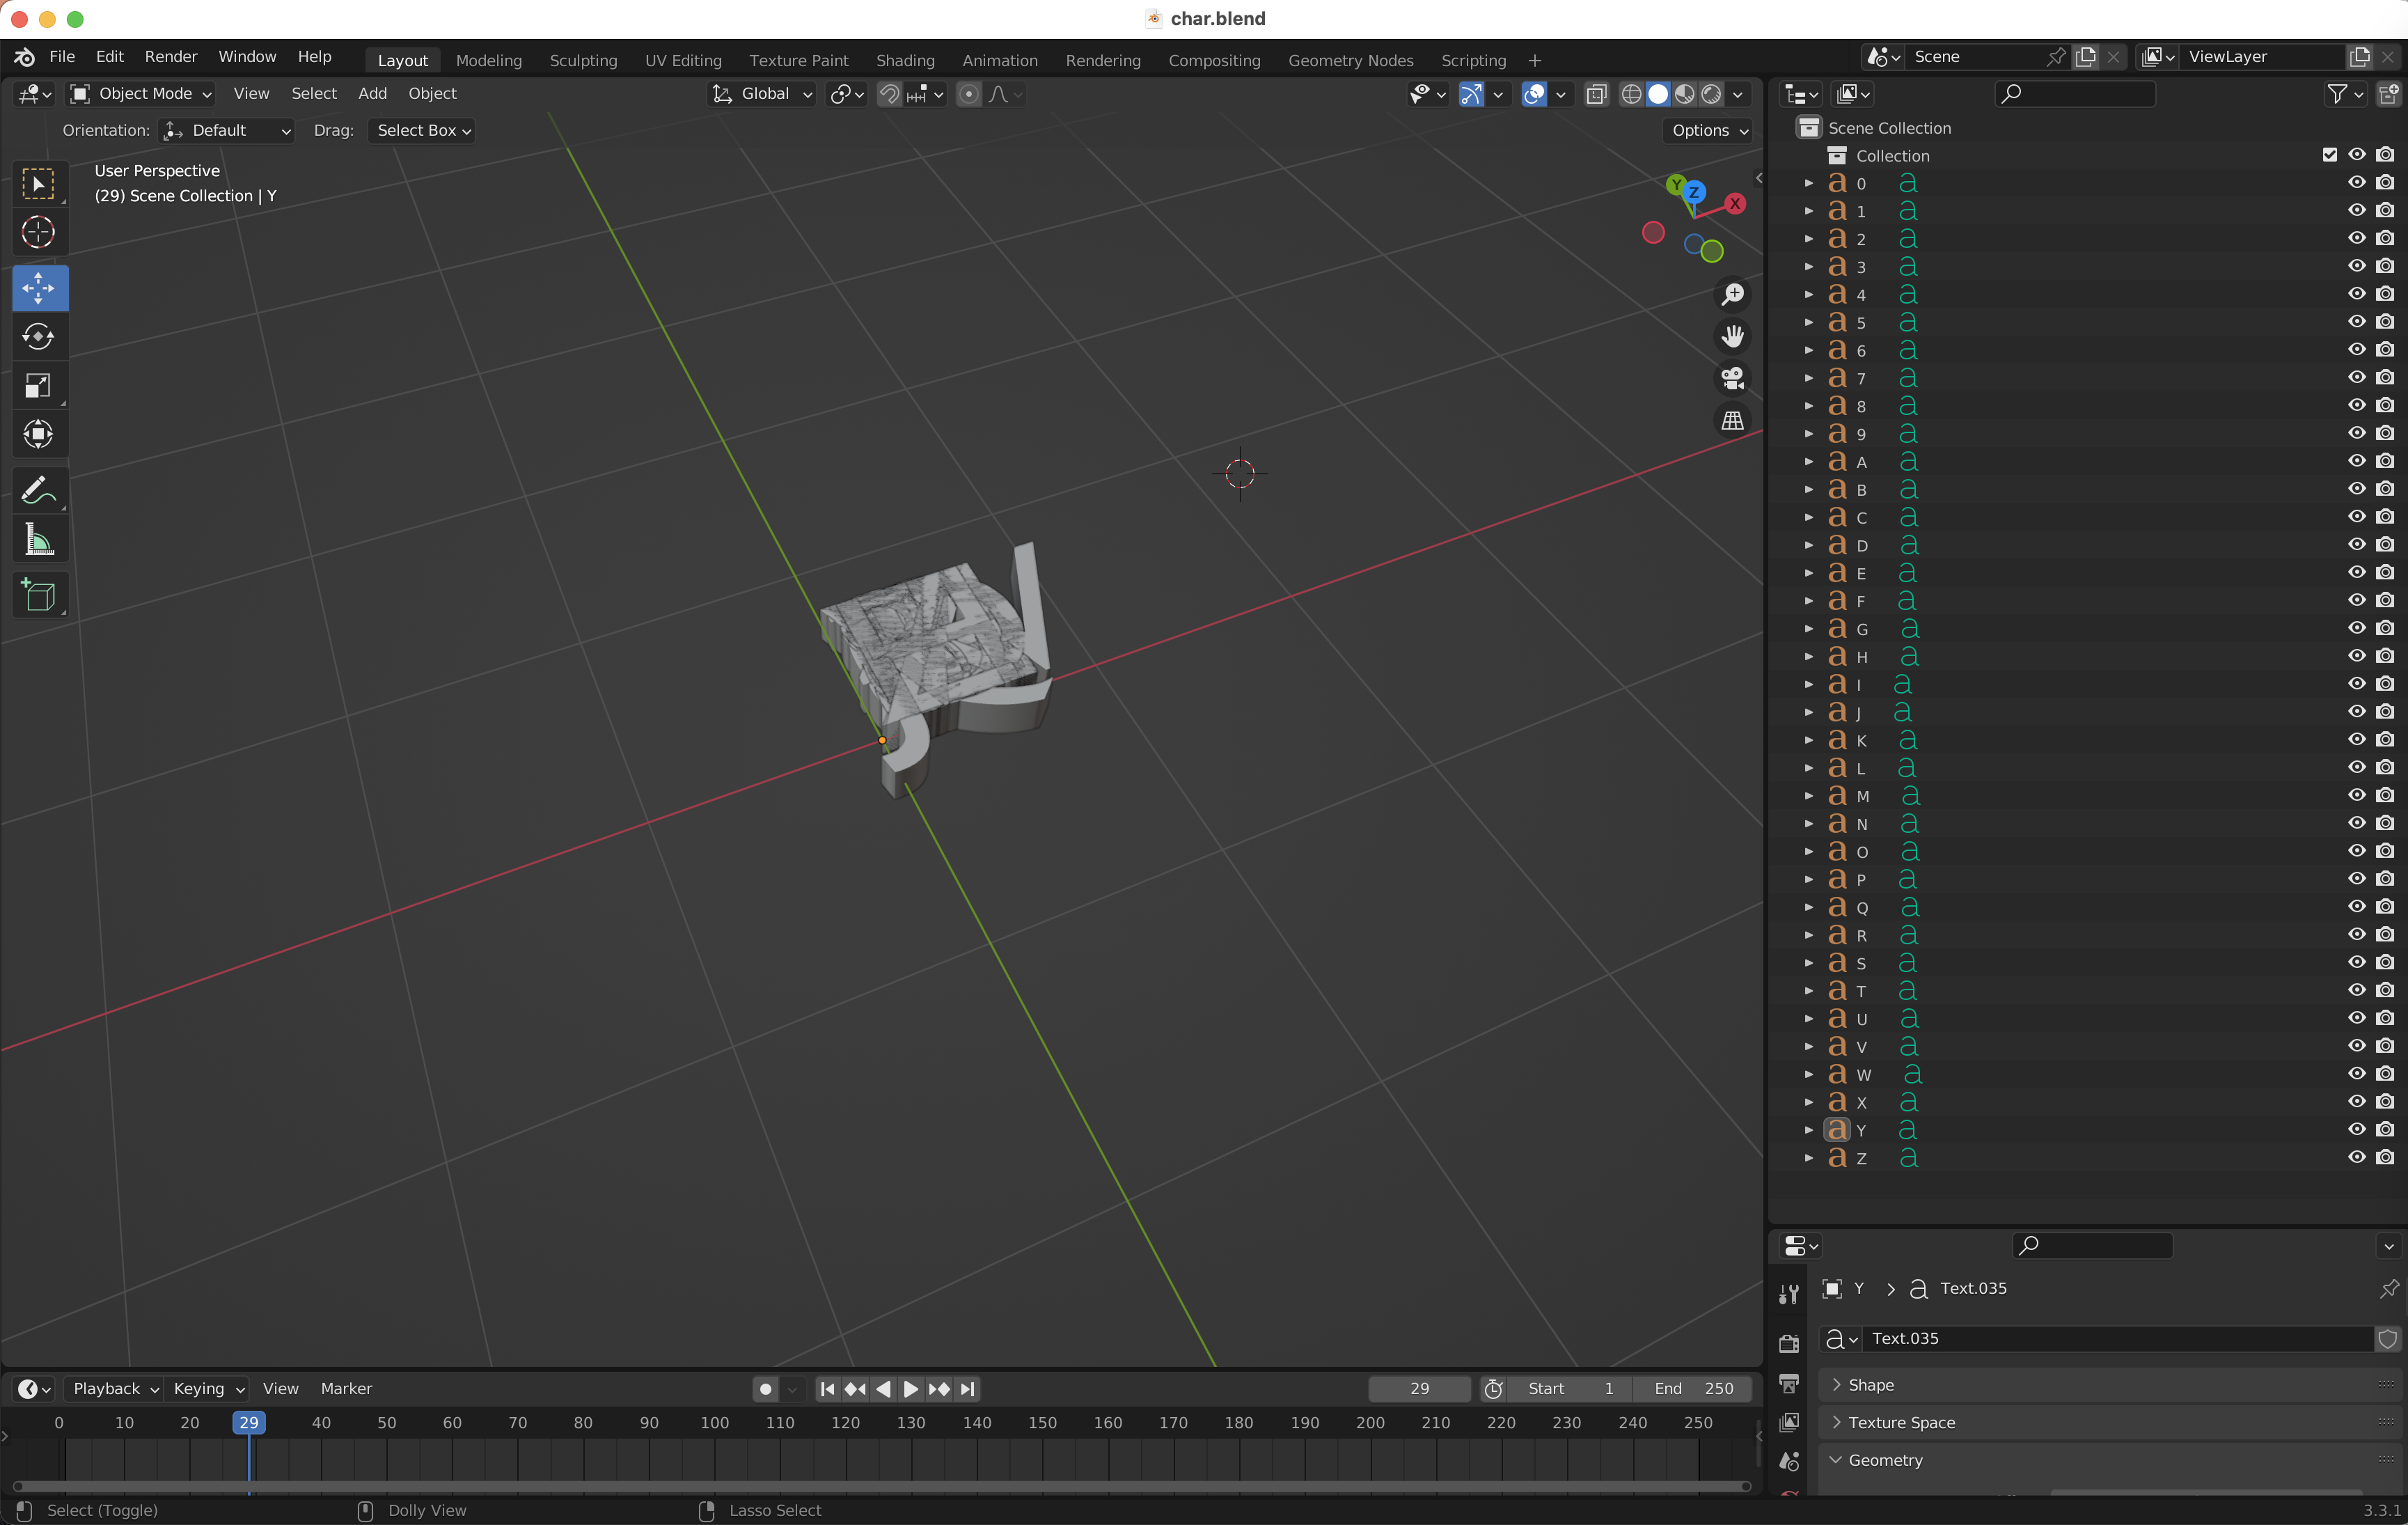 char.blend
File Edit Render Window Help Layout Modeling Sculpting UV Editing Texture Paint Shading Animation Rendering Compositing Geometry Nodes Scripting + Scene ViewLayer
Object Mode View Select Add Object Global
Orientation: Default Drag: Select Box Options
User Perspective
(29) Scene Collection | Y
Y Z X
Scene Collection
Collection
a 0 a
a 1 a
a 2 a
a 3 a
a 4 a
a 5 a
a 6 a
a 7 a
a 8 a
a 9 a
a A a
a B a
a C a
a D a
a E a
a F a
a G a
a H a
a I a
a J a
a K a
a L a
a M a
a N a
a O a
a P a
a Q a
a R a
a S a
a T a
a U a
a V a
a W a
a X a
a Y a
a Z a
Y > a Text.035
a Text.035
Shape
Texture Space
Geometry
Playback Keying View Marker 29 Start 1 End 250
0 10 20 29 40 50 60 70 80 90 100 110 120 130 140 150 160 170 180 190 200 210 220 230 240 250
Select (Toggle) Dolly View Lasso Select 3.3.1